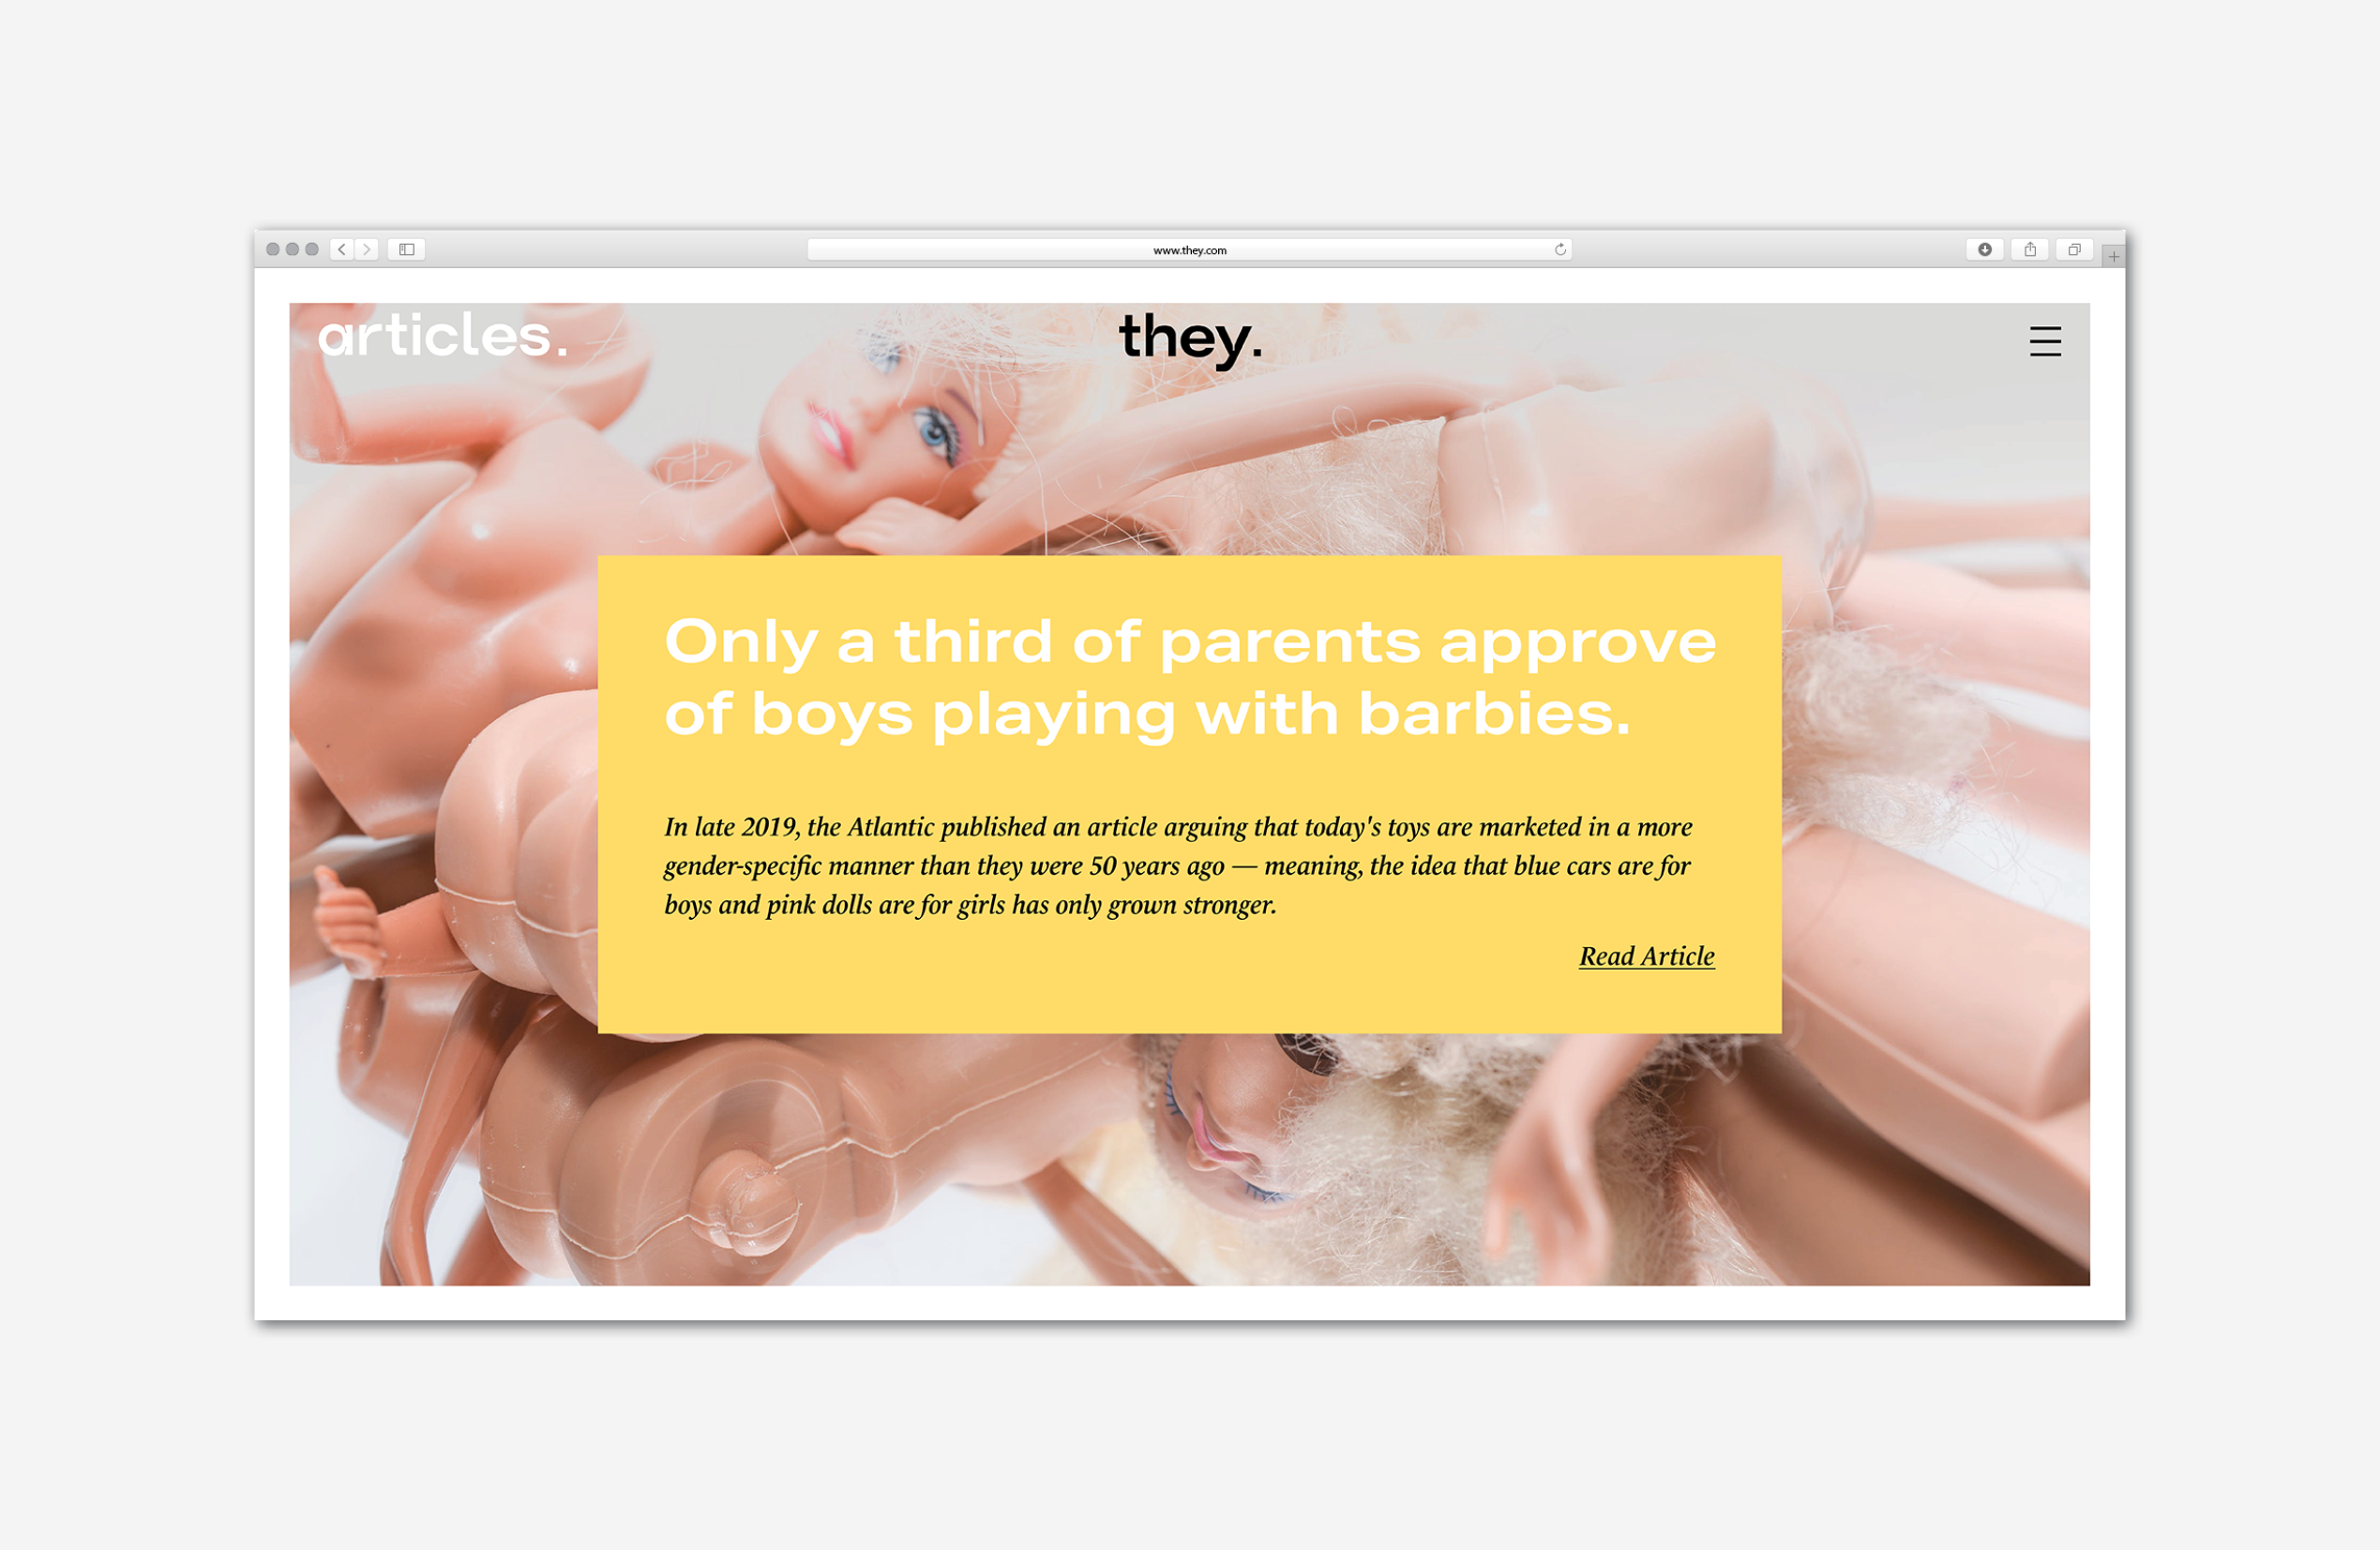 www.they.com
articles.
they.
Only a third of parents approve
of boys playing with barbies.
In late 2019, the Atlantic published an article arguing that today's toys are marketed in a more
gender-specific manner than they were 50 years ago — meaning, the idea that blue cars are for
boys and pink dolls are for girls has only grown stronger.
Read Article